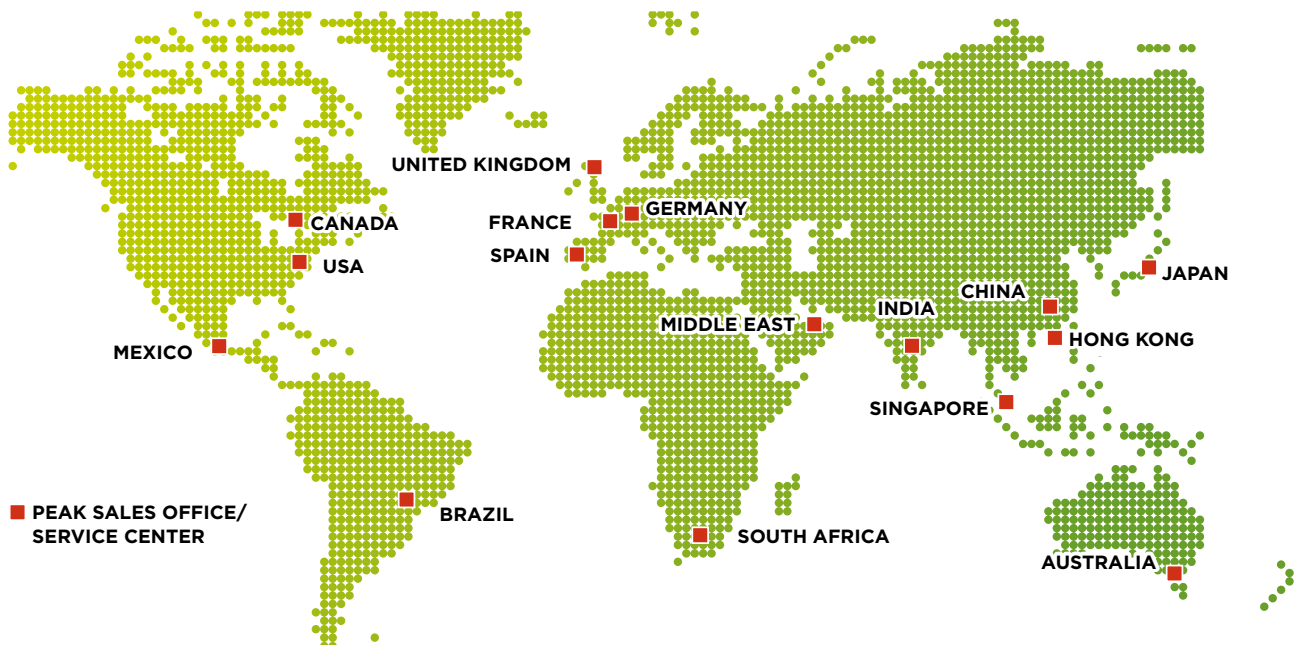 UNITED KINGDOM
GERMANY
FRANCE
CANADA
SPAIN
USA
JAPAN
CHINA
INDIA
MIDDLE EAST
HONG KONG
MEXICO
SINGAPORE
PEAK SALES OFFICE/
SERVICE CENTER
BRAZIL
SOUTH AFRICA
AUSTRALIA